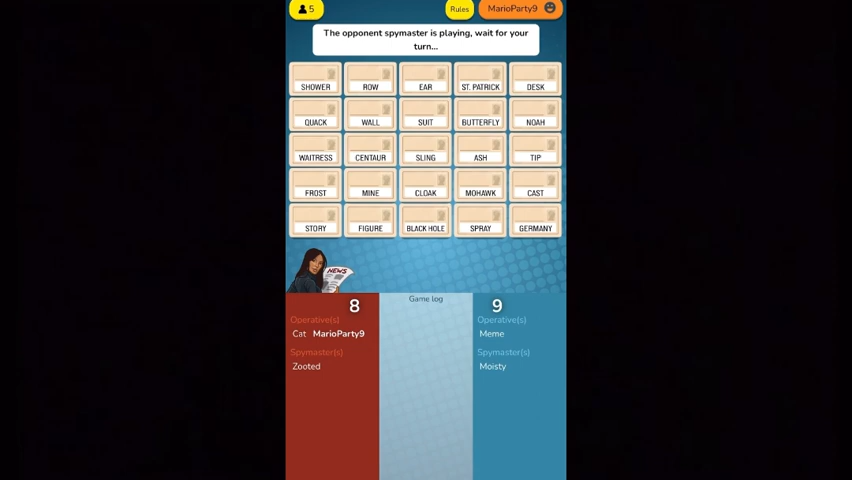 5 Rules MarioParty9
The opponent spymaster is playing, wait for your
turn...
SHOWER ROW EAR ST. PATRICK DESK
QUACK WALL SUIT BUTTERFLY NOAH
WAITRESS CENTAUR SLING ASH TIP
FROST MINE CLOAK MOHAWK CAST
STORY FIGURE BLACK HOLE SPRAY GERMANY
NEWS
8 Game log 9
Operative(s) Operative(s)
Cat MarioParty9 Meme
Spymaster(s) Spymaster(s)
Zooted Moisty